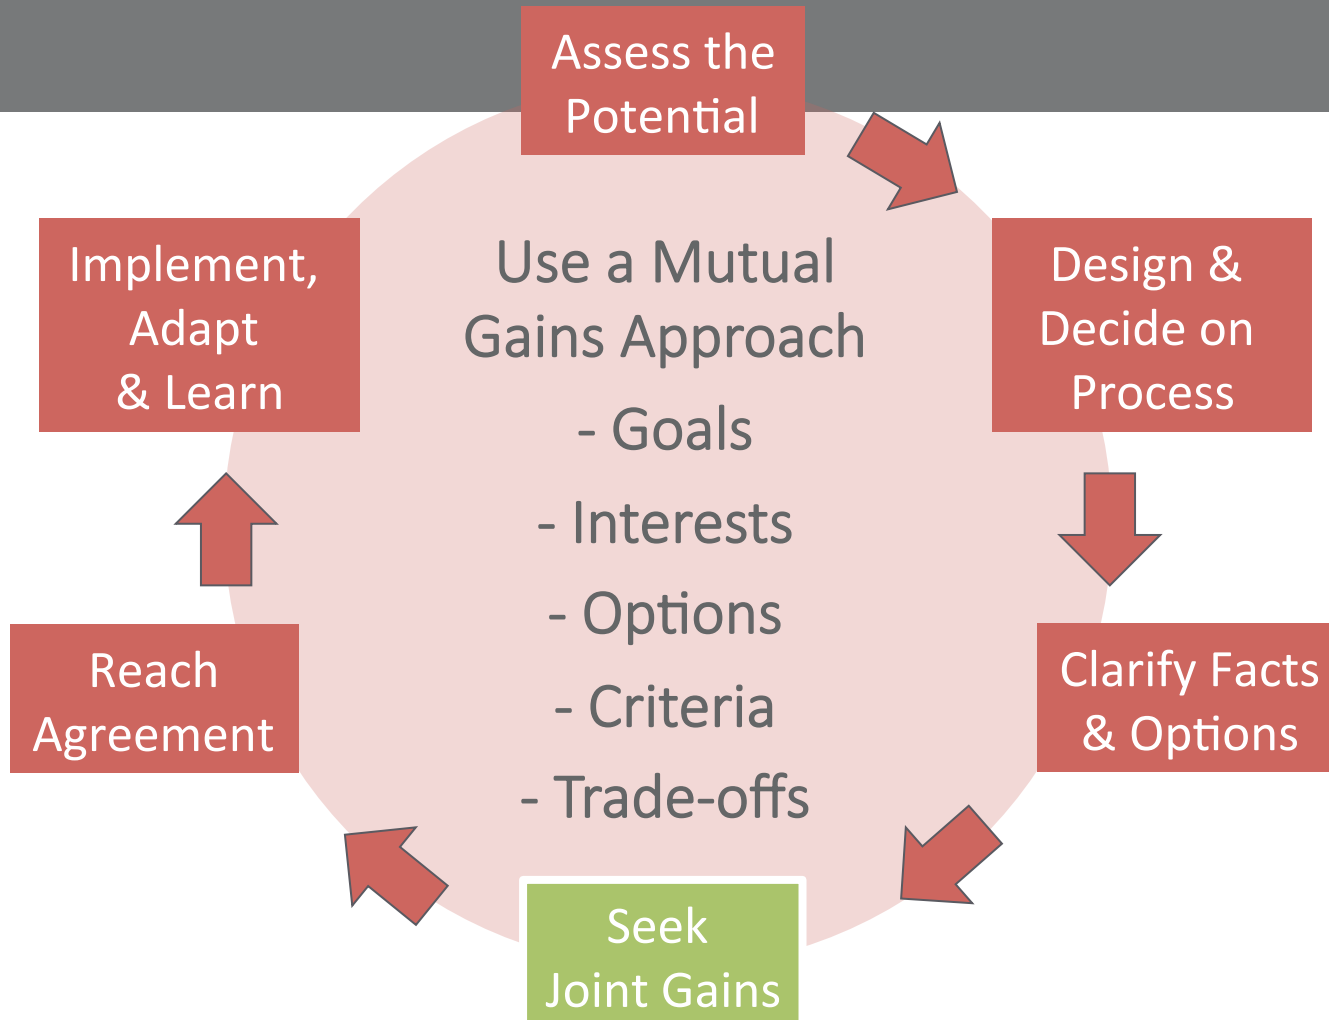 Assess the
Potential
Design &
Decide on
Process
Clarify Facts
& Options
Seek
Joint Gains
Reach
Agreement
Implement,
Adapt
& Learn
Use a Mutual
Gains Approach
- Goals
- Interests
- Options
- Criteria
- Trade-offs